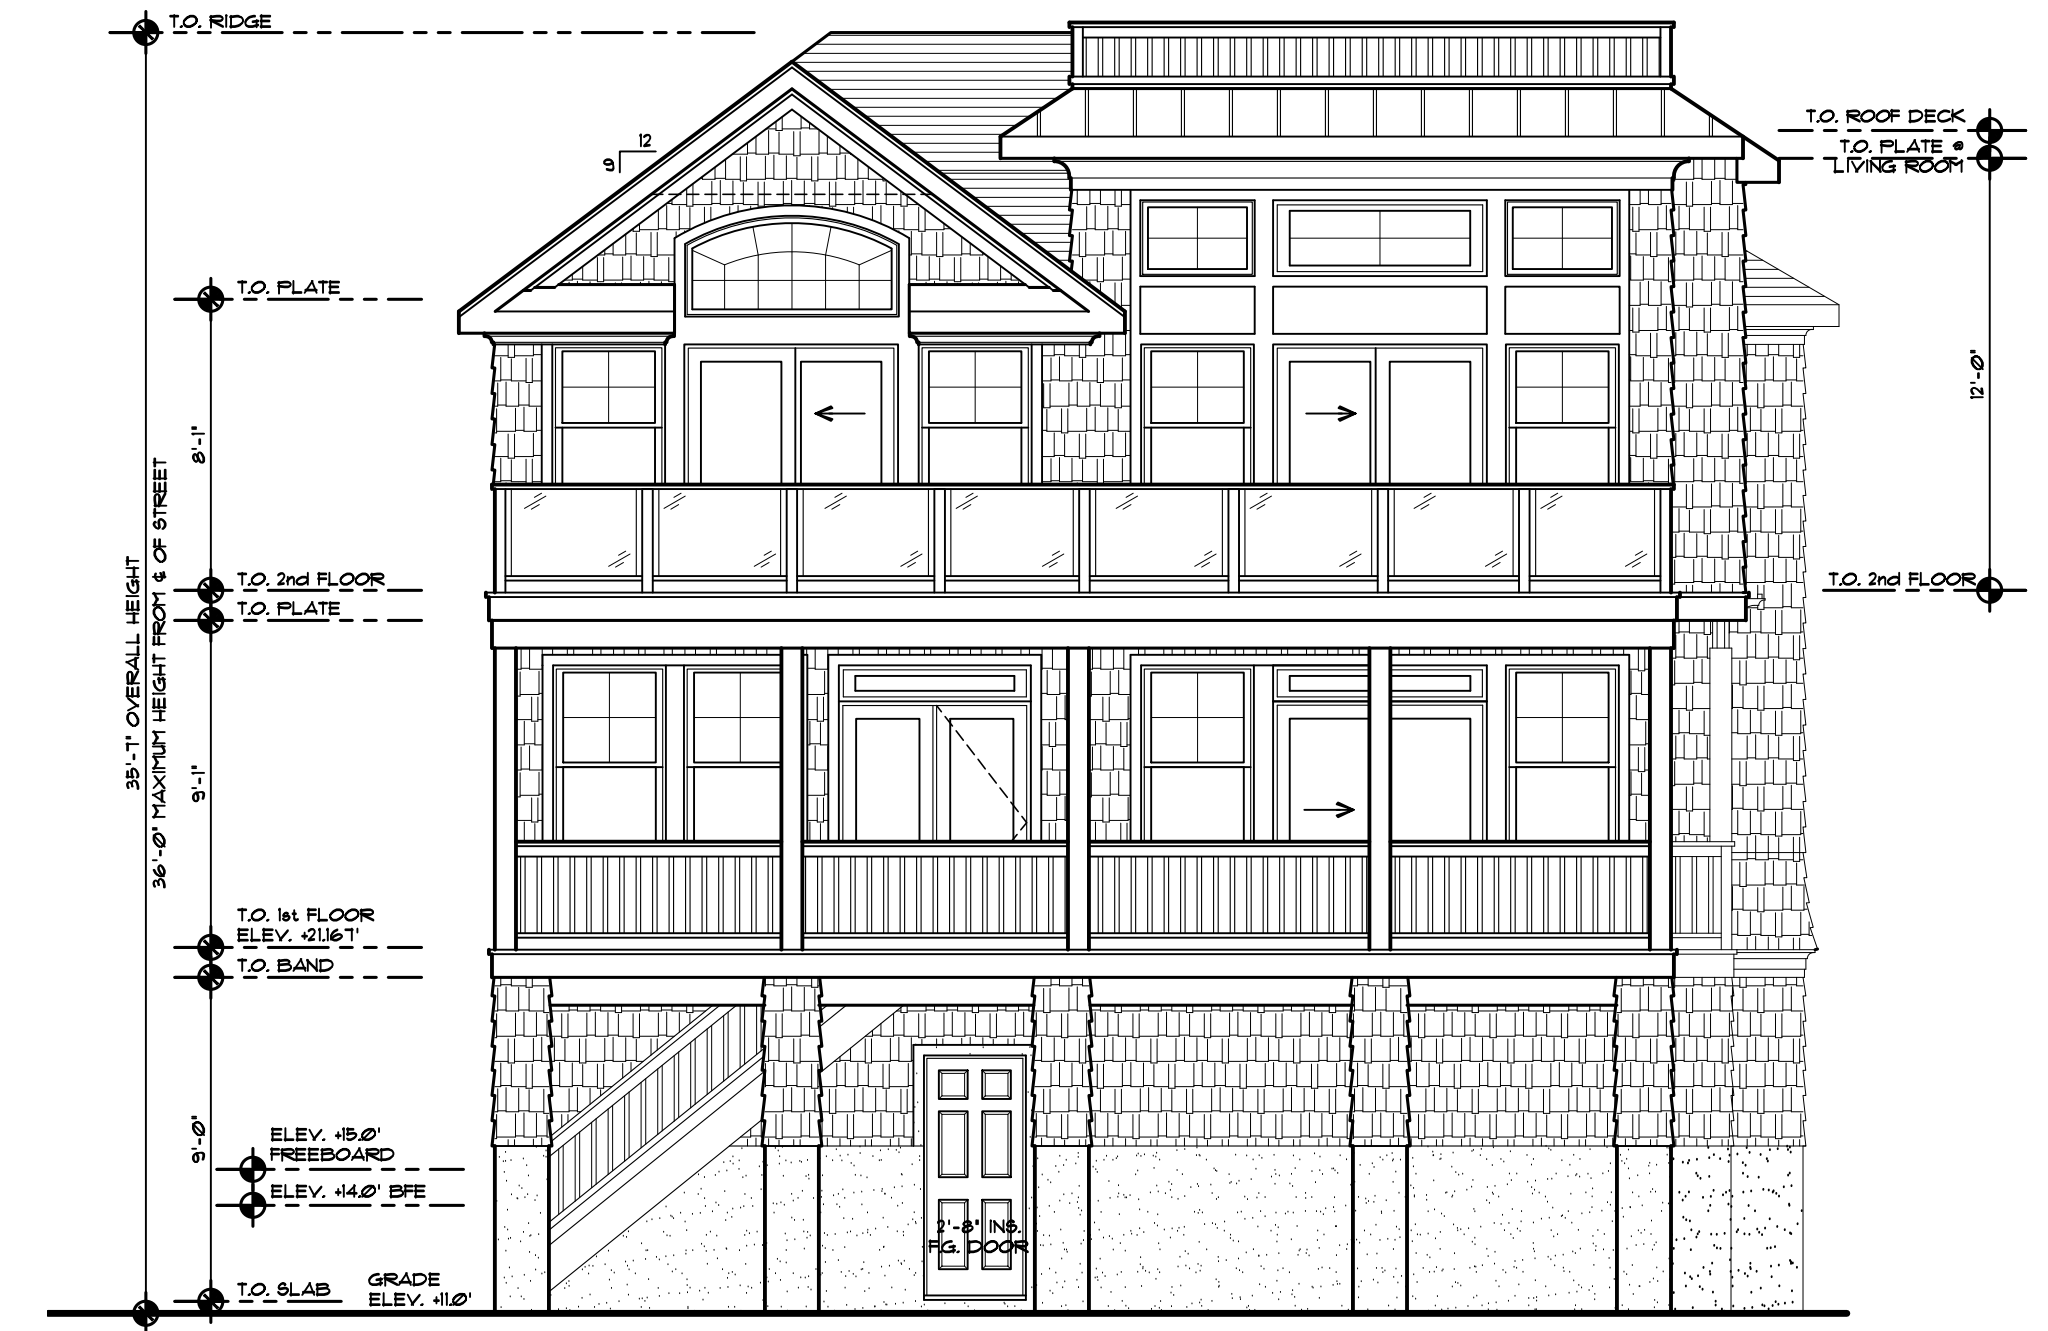 T.O. RIDGE
12
9
T.O. ROOF DECK
T.O. PLATE @
LIVING ROOM
T.O. PLATE
12'-0"
8'-1"
T.O. 2nd FLOOR
T.O. 2nd FLOOR
T.O. PLATE
35'-7" OVERALL HEIGHT
36'-0" MAXIMUM HEIGHT FROM ℄ OF STREET
9'-1"
T.O. 1st FLOOR
ELEV. +21.167'
T.O. BAND
9'-0"
ELEV. +15.0'
FREEBOARD
ELEV. +14.0' BFE
2'-8" INS.
F.G. DOOR
T.O. SLAB
GRADE
ELEV. +11.0'